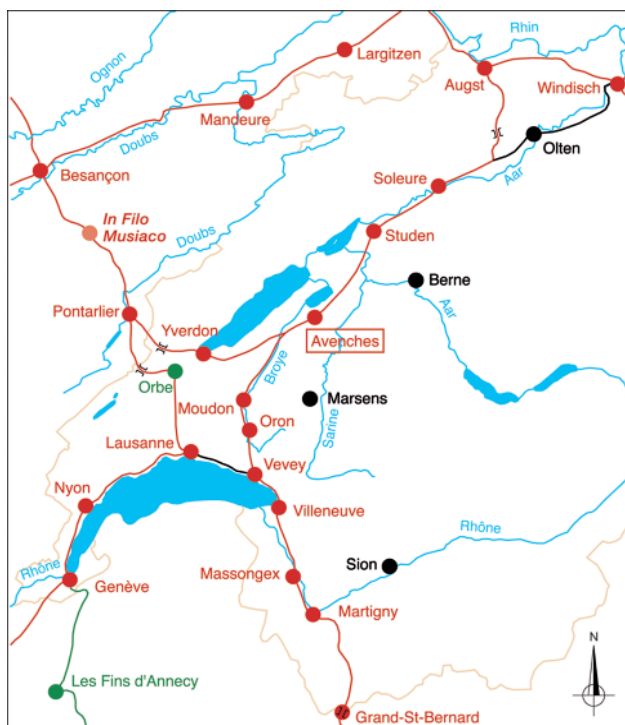 Ognon
Largitzen
Rhin
Augst
Windisch
Mandeure
Doubs
Olten
Besançon
Aar
Soleure
In Filo
Musiaco
Doubs
Studen
Berne
Pontarlier
Yverdon
Aar
Avenches
Broye
Orbe
Moudon
Marsens
Sarine
Oron
Lausanne
Vevey
Nyon
Villeneuve
Rhône
Rhône
Sion
Massongex
Genève
Martigny
N
Les Fins d'Annecy
Grand-St-Bernard